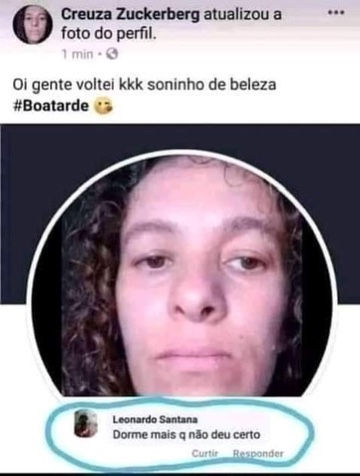 Creuza Zuckerberg atualizou a
foto do perfil.
1 min ·
Oi gente voltei kkk soninho de beleza
#Boatarde 😘
Leonardo Santana
Dorme mais q não deu certo
Curtir Responder